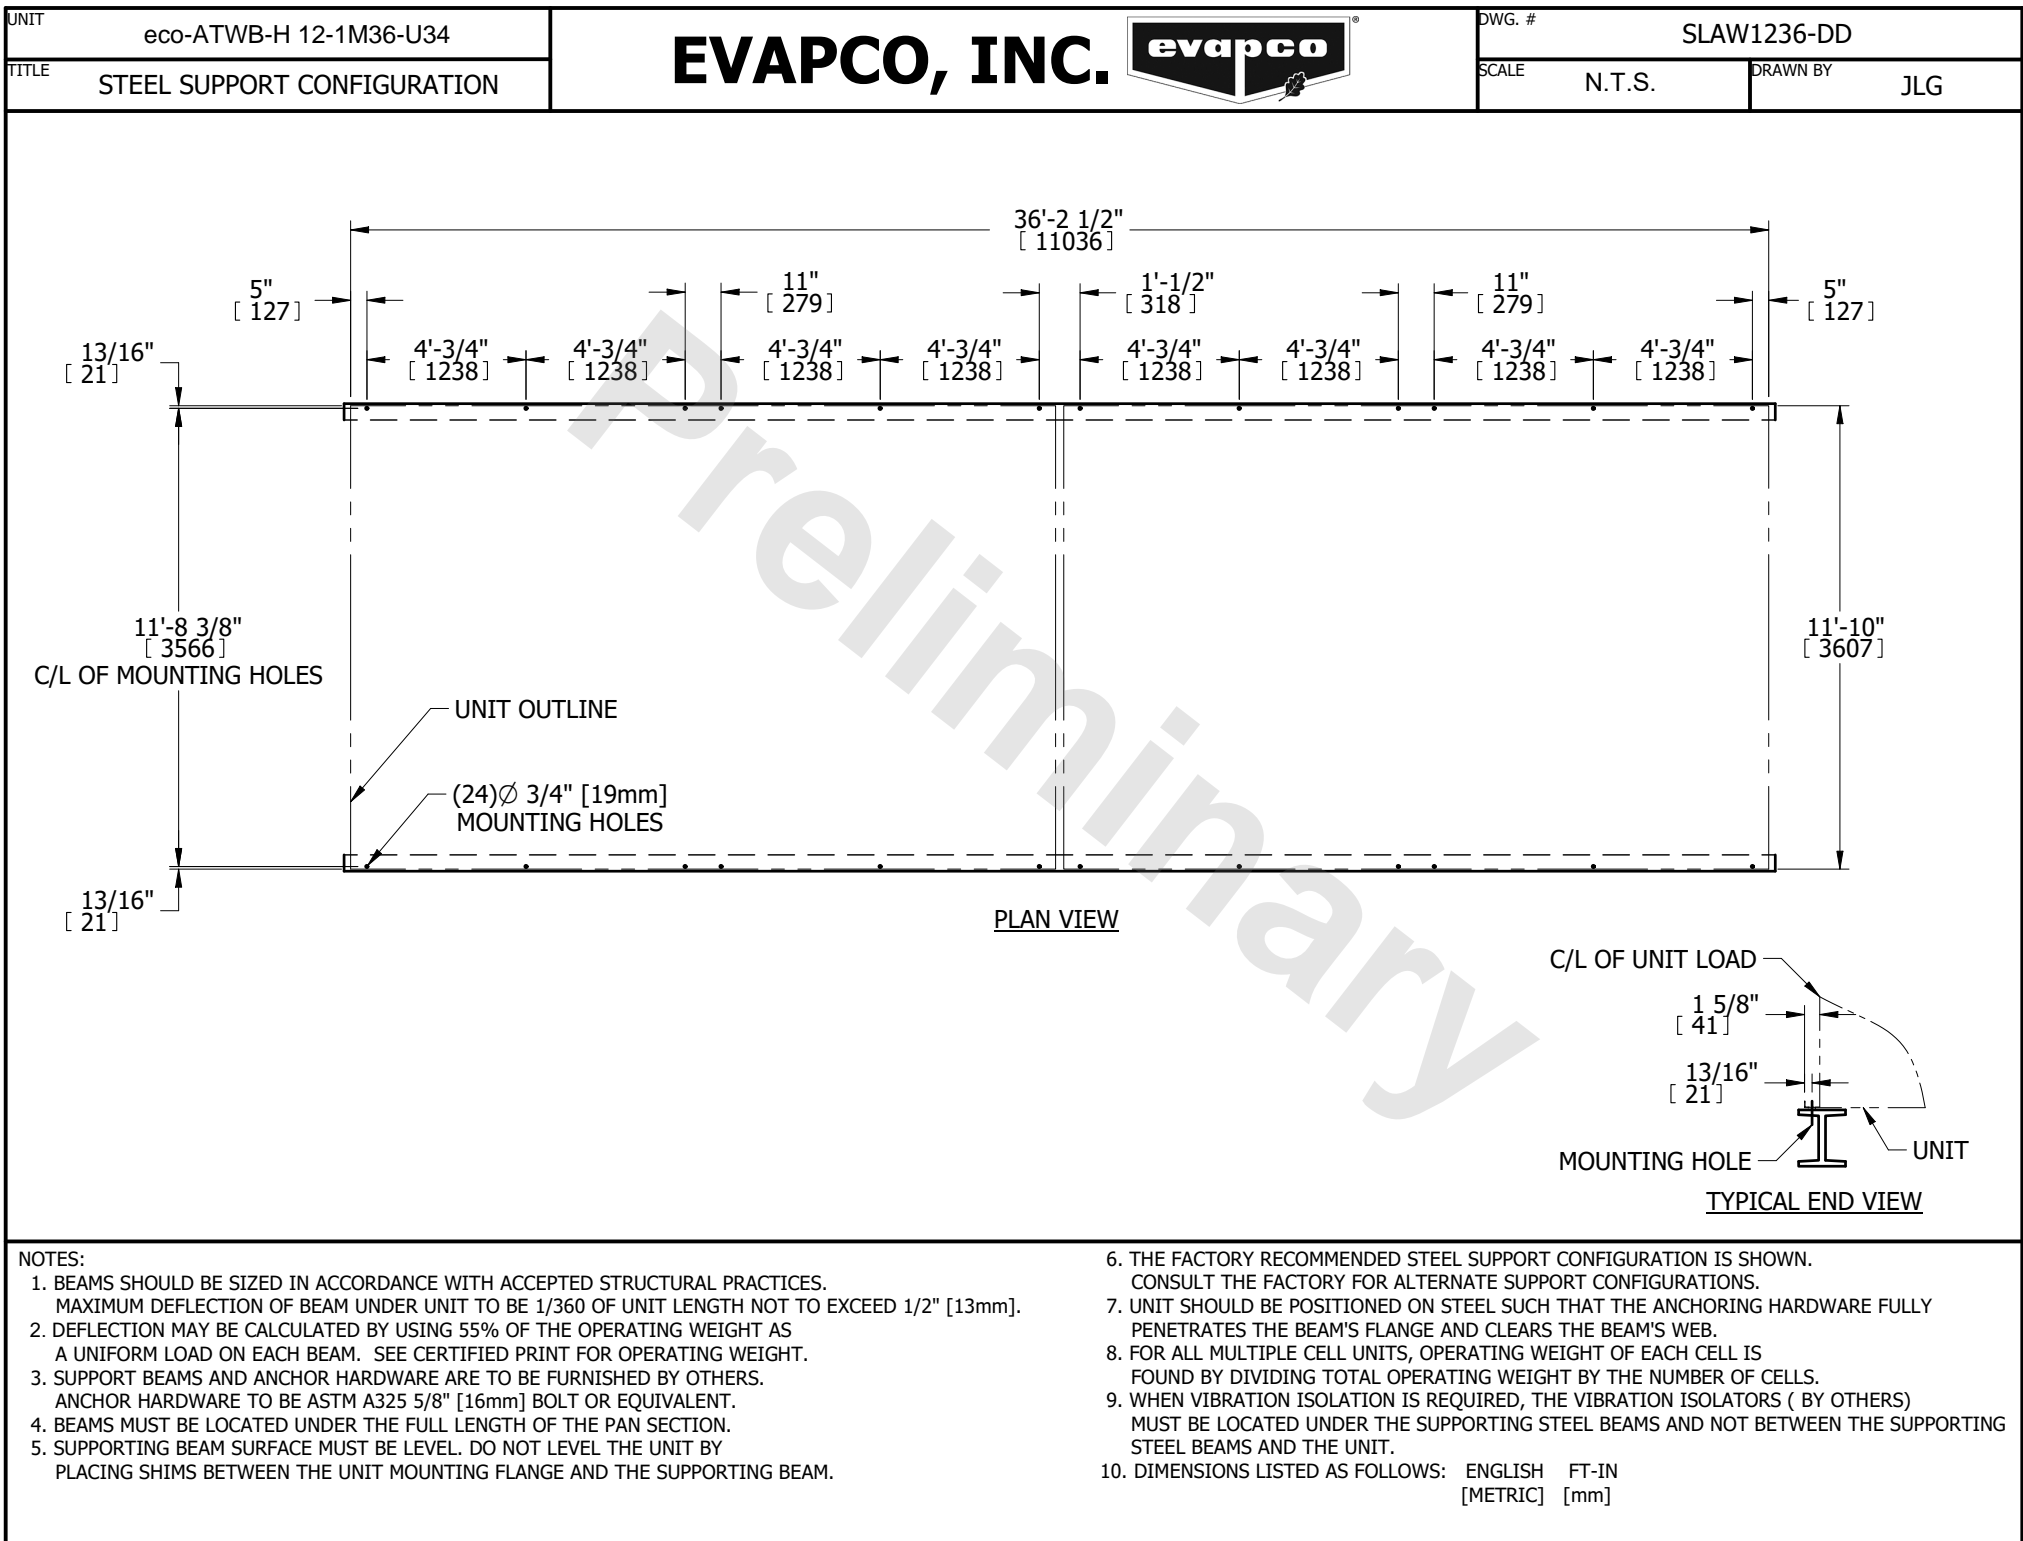 UNIT
eco-ATWB-H 12-1M36-U34
TITLE
STEEL SUPPORT CONFIGURATION
EVAPCO, INC.
evapco
®
DWG. #
SLAW1236-DD
SCALE
N.T.S.
DRAWN BY
JLG
36'-2 1/2"
[ 11036 ]
5"
[ 127 ]
11"
[ 279 ]
1'-1/2"
[ 318 ]
11"
[ 279 ]
5"
[ 127 ]
13/16"
[ 21 ]
4'-3/4"
[ 1238 ]
4'-3/4"
[ 1238 ]
4'-3/4"
[ 1238 ]
4'-3/4"
[ 1238 ]
4'-3/4"
[ 1238 ]
4'-3/4"
[ 1238 ]
4'-3/4"
[ 1238 ]
4'-3/4"
[ 1238 ]
Preliminary
11'-8 3/8"
[ 3566 ]
C/L OF MOUNTING HOLES
11'-10"
[ 3607 ]
UNIT OUTLINE
(24)Ø 3/4" [19mm]
MOUNTING HOLES
13/16"
[ 21 ]
PLAN VIEW
C/L OF UNIT LOAD
1 5/8"
[ 41 ]
13/16"
[ 21 ]
MOUNTING HOLE
UNIT
TYPICAL END VIEW
NOTES:
1. BEAMS SHOULD BE SIZED IN ACCORDANCE WITH ACCEPTED STRUCTURAL PRACTICES.
MAXIMUM DEFLECTION OF BEAM UNDER UNIT TO BE 1/360 OF UNIT LENGTH NOT TO EXCEED 1/2" [13mm].
2. DEFLECTION MAY BE CALCULATED BY USING 55% OF THE OPERATING WEIGHT AS
A UNIFORM LOAD ON EACH BEAM. SEE CERTIFIED PRINT FOR OPERATING WEIGHT.
3. SUPPORT BEAMS AND ANCHOR HARDWARE ARE TO BE FURNISHED BY OTHERS.
ANCHOR HARDWARE TO BE ASTM A325 5/8" [16mm] BOLT OR EQUIVALENT.
4. BEAMS MUST BE LOCATED UNDER THE FULL LENGTH OF THE PAN SECTION.
5. SUPPORTING BEAM SURFACE MUST BE LEVEL. DO NOT LEVEL THE UNIT BY
PLACING SHIMS BETWEEN THE UNIT MOUNTING FLANGE AND THE SUPPORTING BEAM.
6. THE FACTORY RECOMMENDED STEEL SUPPORT CONFIGURATION IS SHOWN.
CONSULT THE FACTORY FOR ALTERNATE SUPPORT CONFIGURATIONS.
7. UNIT SHOULD BE POSITIONED ON STEEL SUCH THAT THE ANCHORING HARDWARE FULLY
PENETRATES THE BEAM'S FLANGE AND CLEARS THE BEAM'S WEB.
8. FOR ALL MULTIPLE CELL UNITS, OPERATING WEIGHT OF EACH CELL IS
FOUND BY DIVIDING TOTAL OPERATING WEIGHT BY THE NUMBER OF CELLS.
9. WHEN VIBRATION ISOLATION IS REQUIRED, THE VIBRATION ISOLATORS ( BY OTHERS)
MUST BE LOCATED UNDER THE SUPPORTING STEEL BEAMS AND NOT BETWEEN THE SUPPORTING
STEEL BEAMS AND THE UNIT.
10. DIMENSIONS LISTED AS FOLLOWS: ENGLISH FT-IN
[METRIC] [mm]